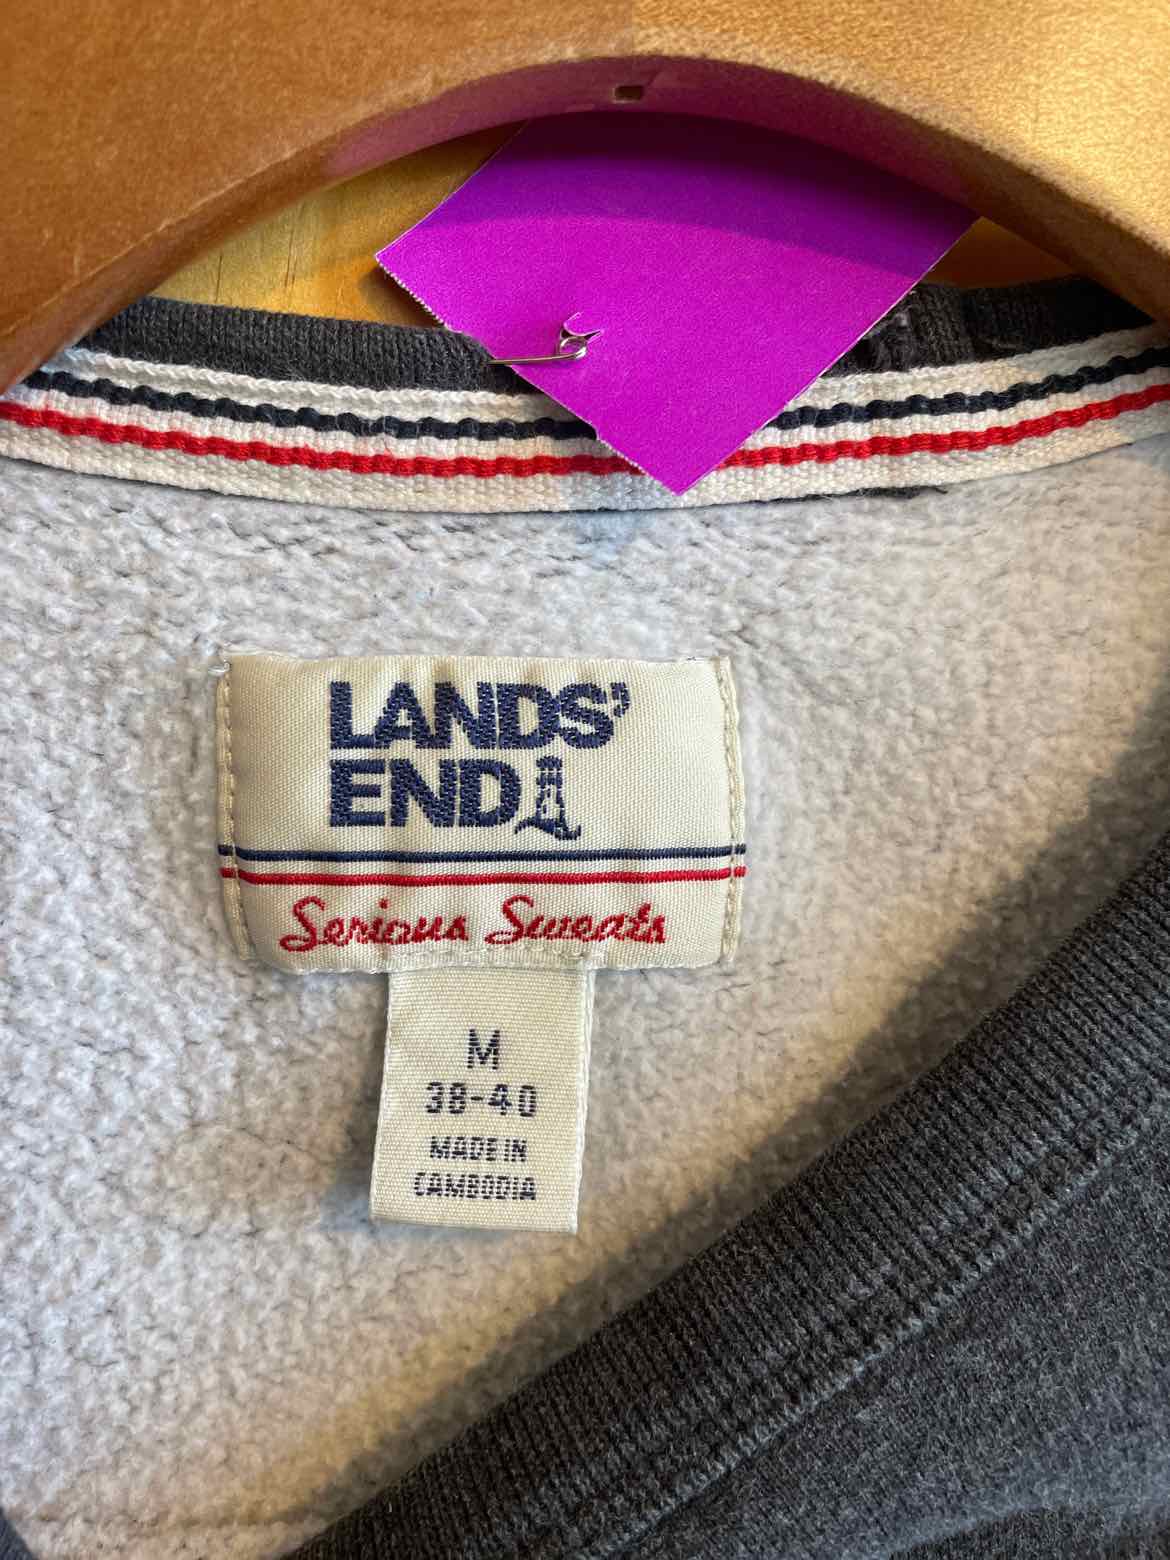 LANDS'
END
Serious Sweats
M
38-40
MADE IN
CAMBODIA